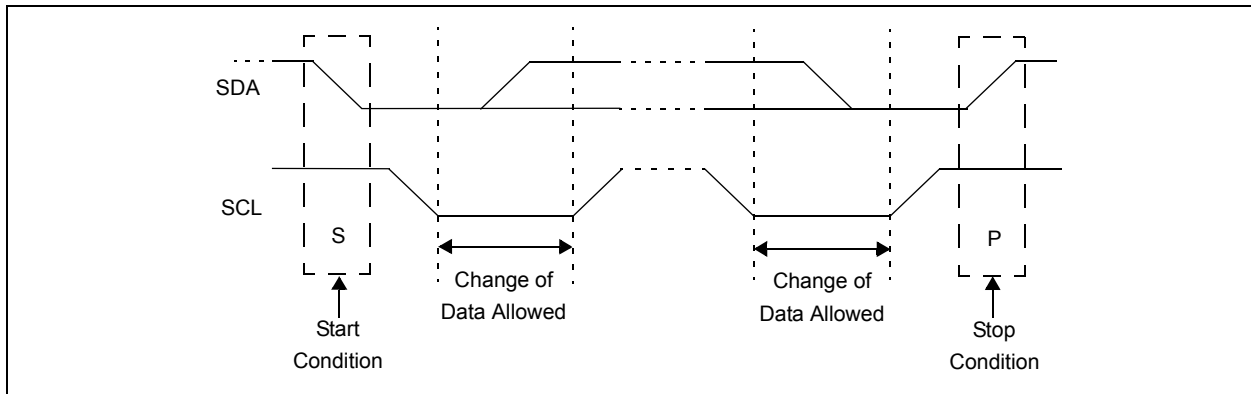 SDA
SCL
S
P
Change of
Data Allowed
Change of
Data Allowed
Start
Condition
Stop
Condition